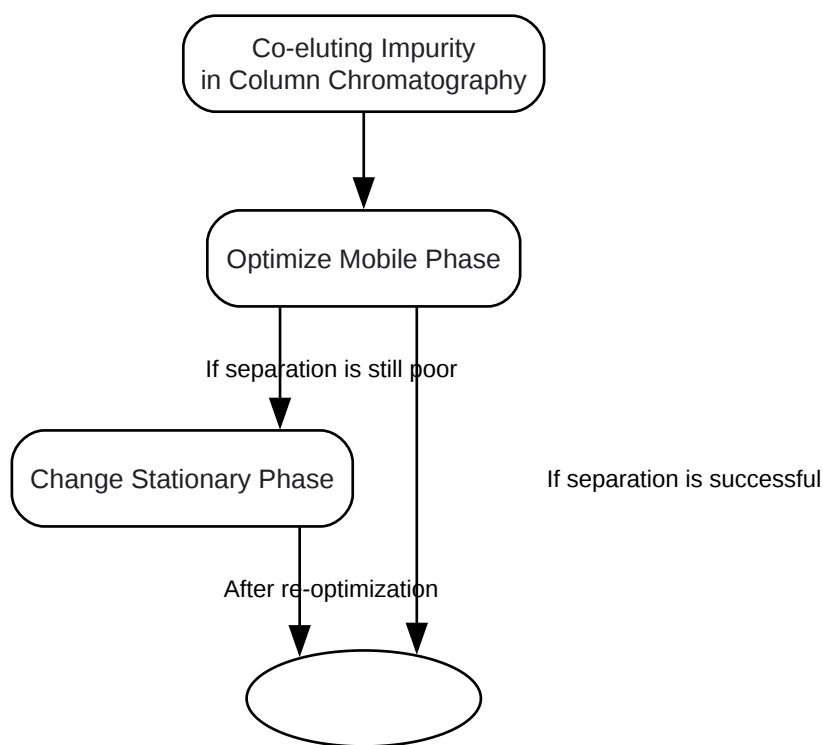 Co-eluting Impurity
in Column Chromatography
Optimize Mobile Phase
If separation is still poor
Change Stationary Phase
If separation is successful
After re-optimization